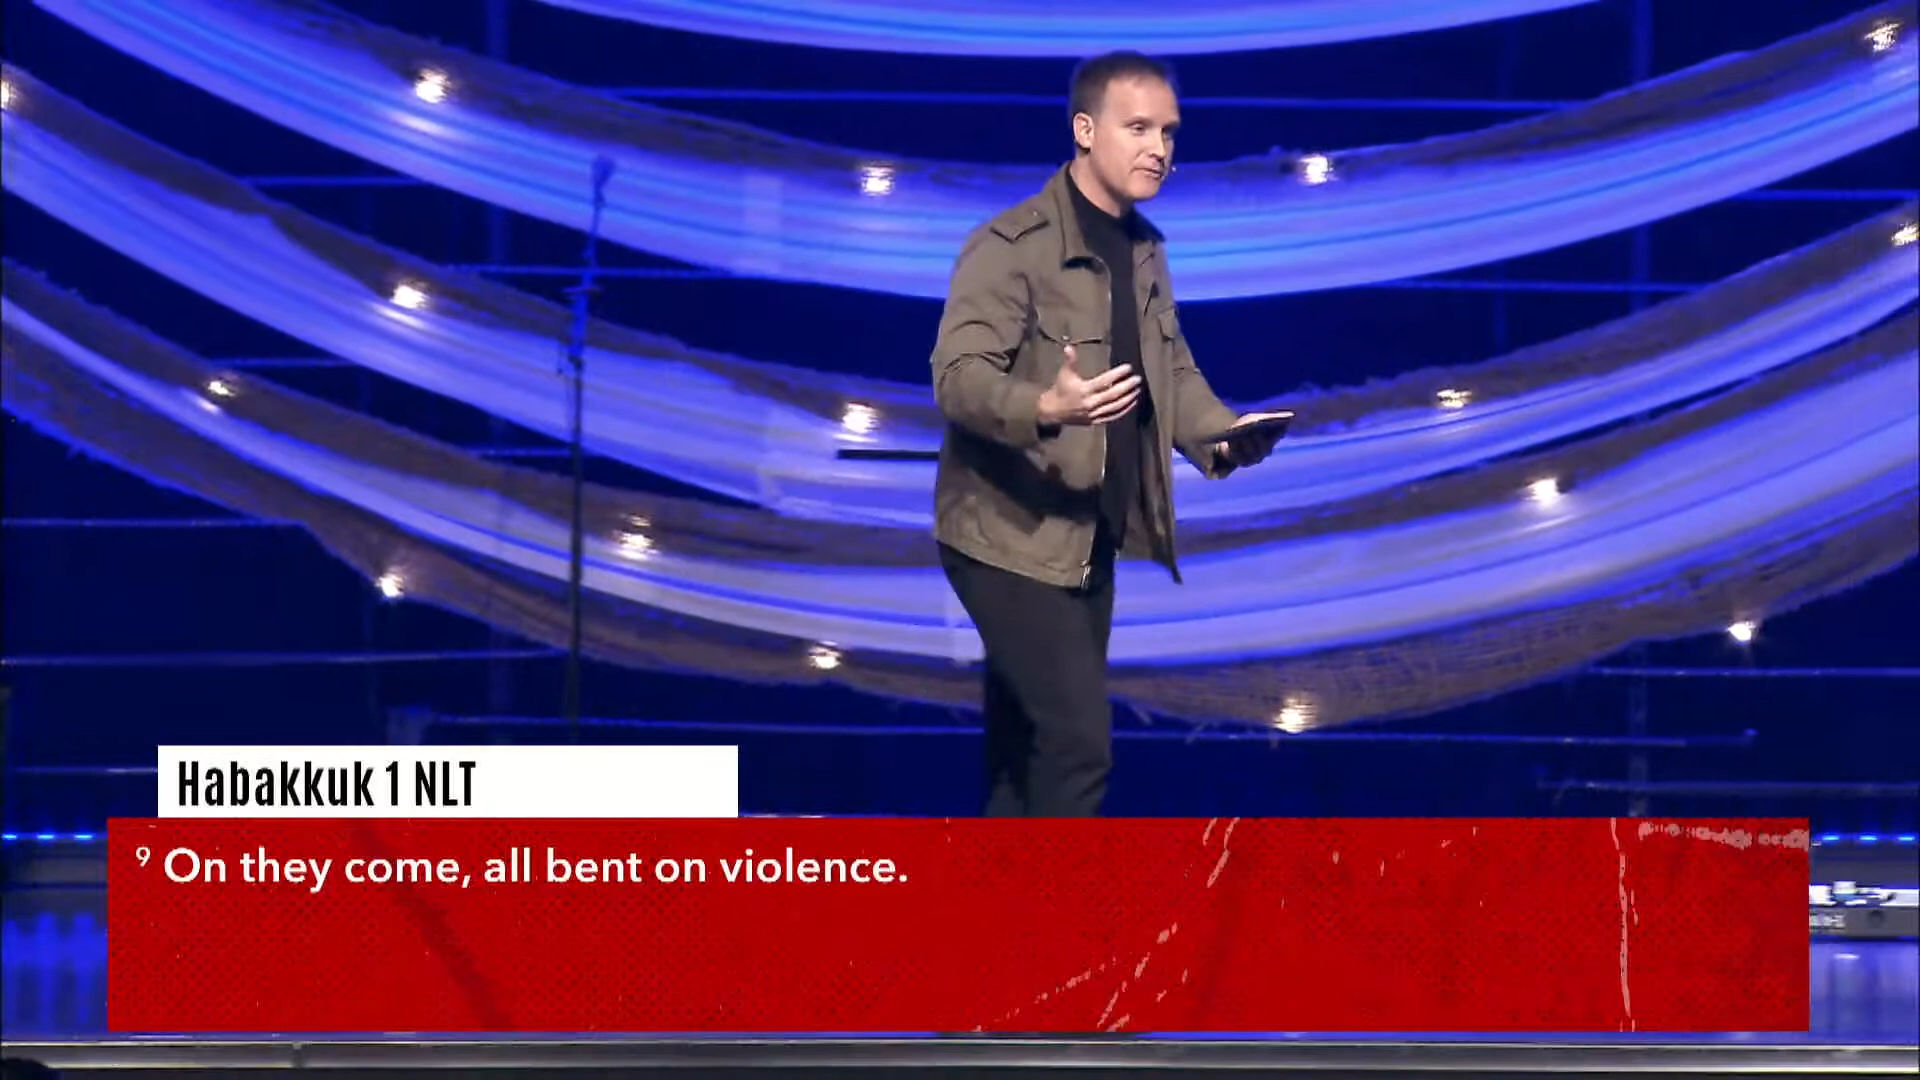 Habakkuk 1 NLT
⁹ On they come, all bent on violence.